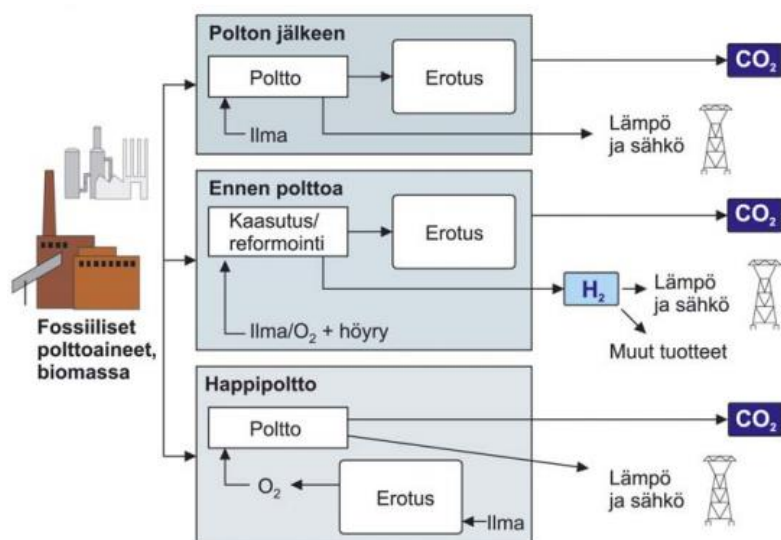 Polton jälkeen
Poltto
Erotus
CO₂
Ilma
Lämpö
ja sähkö
Fossiiliset
polttoaineet,
biomassa
Ennen polttoa
Kaasutus/
reformointi
Erotus
CO₂
H₂
Lämpö
ja sähkö
Ilma/O₂ + höyry
Muut tuotteet
Happipoltto
Poltto
CO₂
O₂
Erotus
Ilma
Lämpö
ja sähkö